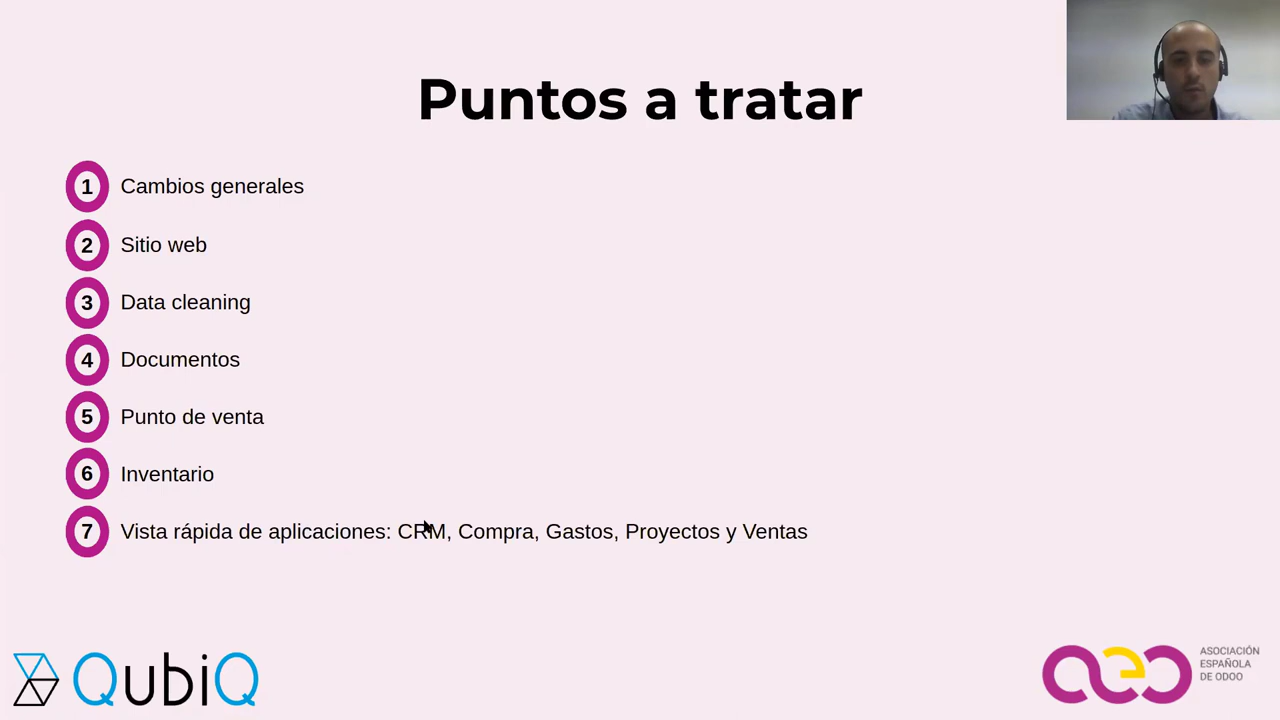 Puntos a tratar
1 Cambios generales
2 Sitio web
3 Data cleaning
4 Documentos
5 Punto de venta
6 Inventario
7 Vista rápida de aplicaciones: CRM, Compra, Gastos, Proyectos y Ventas
QubiQ
aeo
ASOCIACIÓN
ESPAÑOLA
DE ODOO